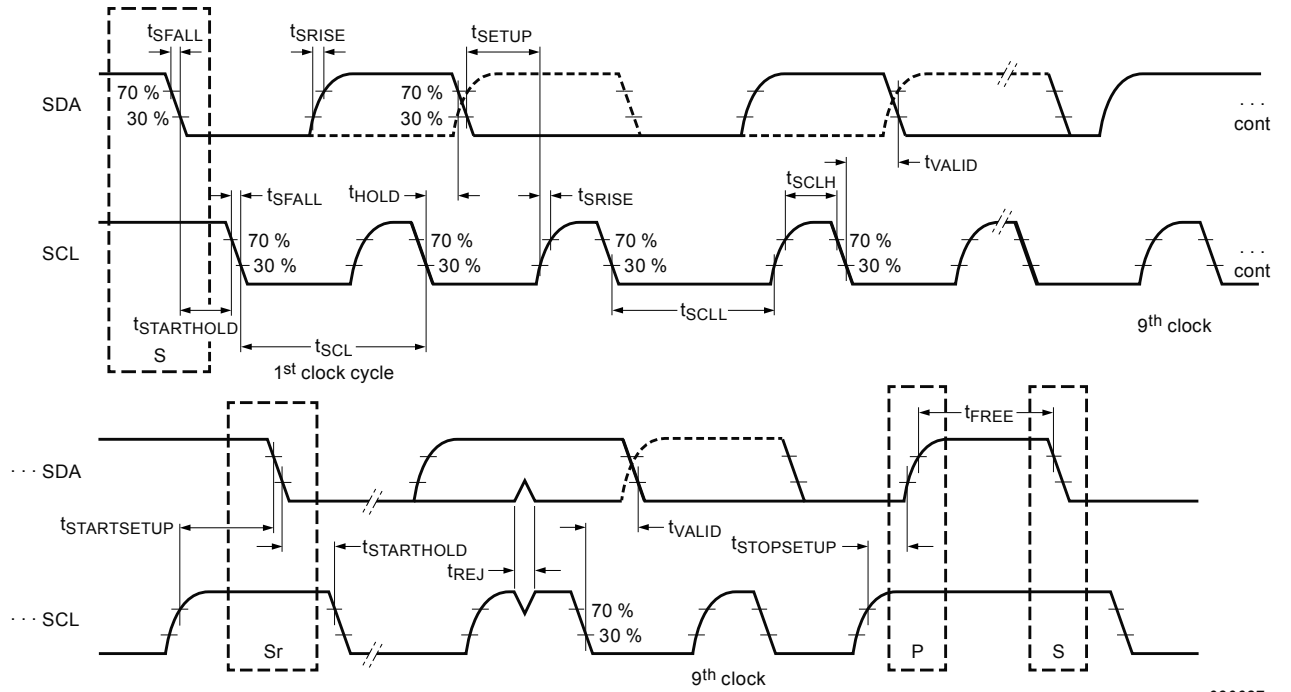 tSFALL
tSRISE
tSETUP
70 %
70 %
SDA
30 %
30 %
· · ·
cont
tVALID
tSFALL
tHOLD
tSRISE
tSCLH
70 %
70 %
70 %
70 %
SCL
30 %
30 %
30 %
30 %
· · ·
cont
tSTARTHOLD
tSCLL
9th clock
S
tSCL
1st clock cycle
tFREE
· · · SDA
tSTARTSETUP
tVALID
tSTARTHOLD
tSTOPSETUP
tREJ
70 %
· · · SCL
30 %
Sr
P
S
9th clock